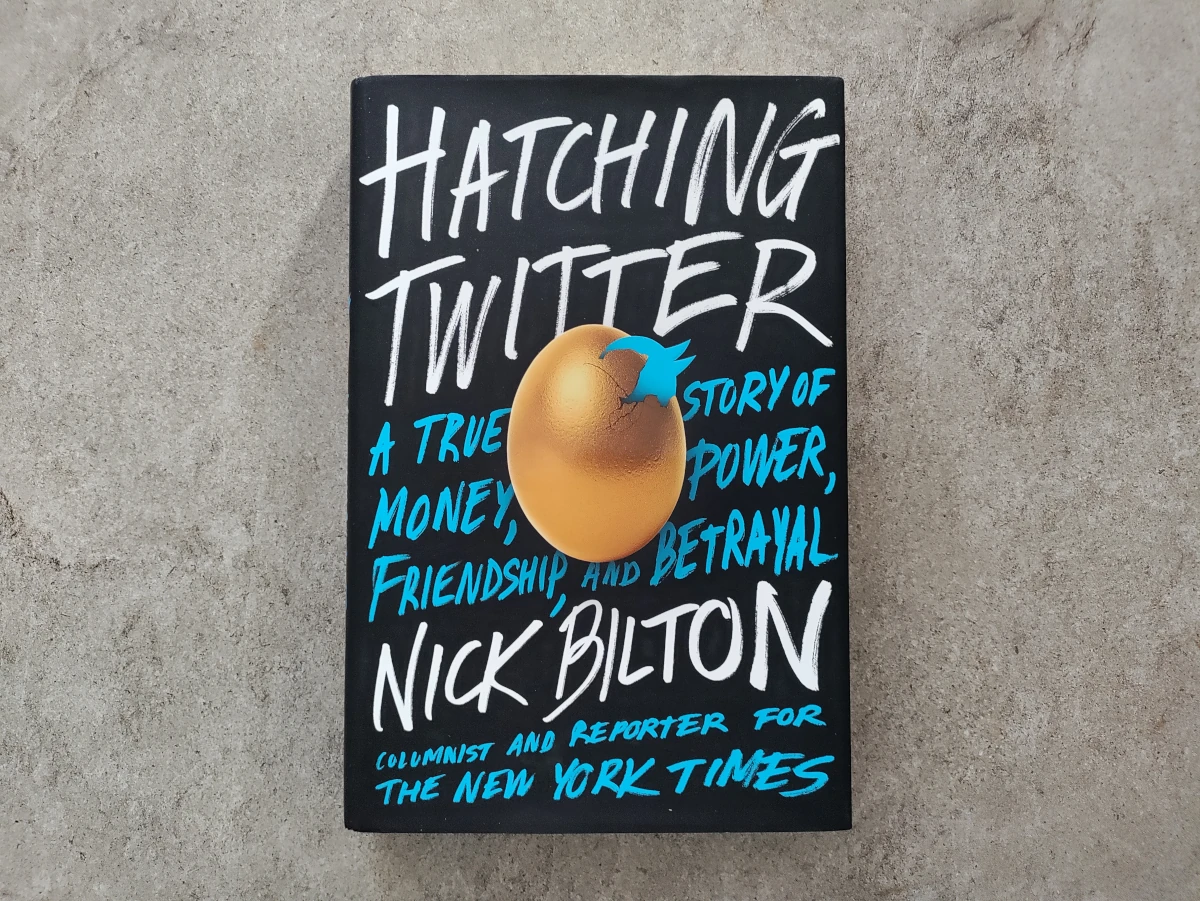 HATCHING
TWITTER
A TRUE STORY OF
MONEY, POWER,
FRIENDSHIP, AND BETRAYAL
NICK BILTON
COLUMNIST AND REPORTER FOR
THE NEW YORK TIMES